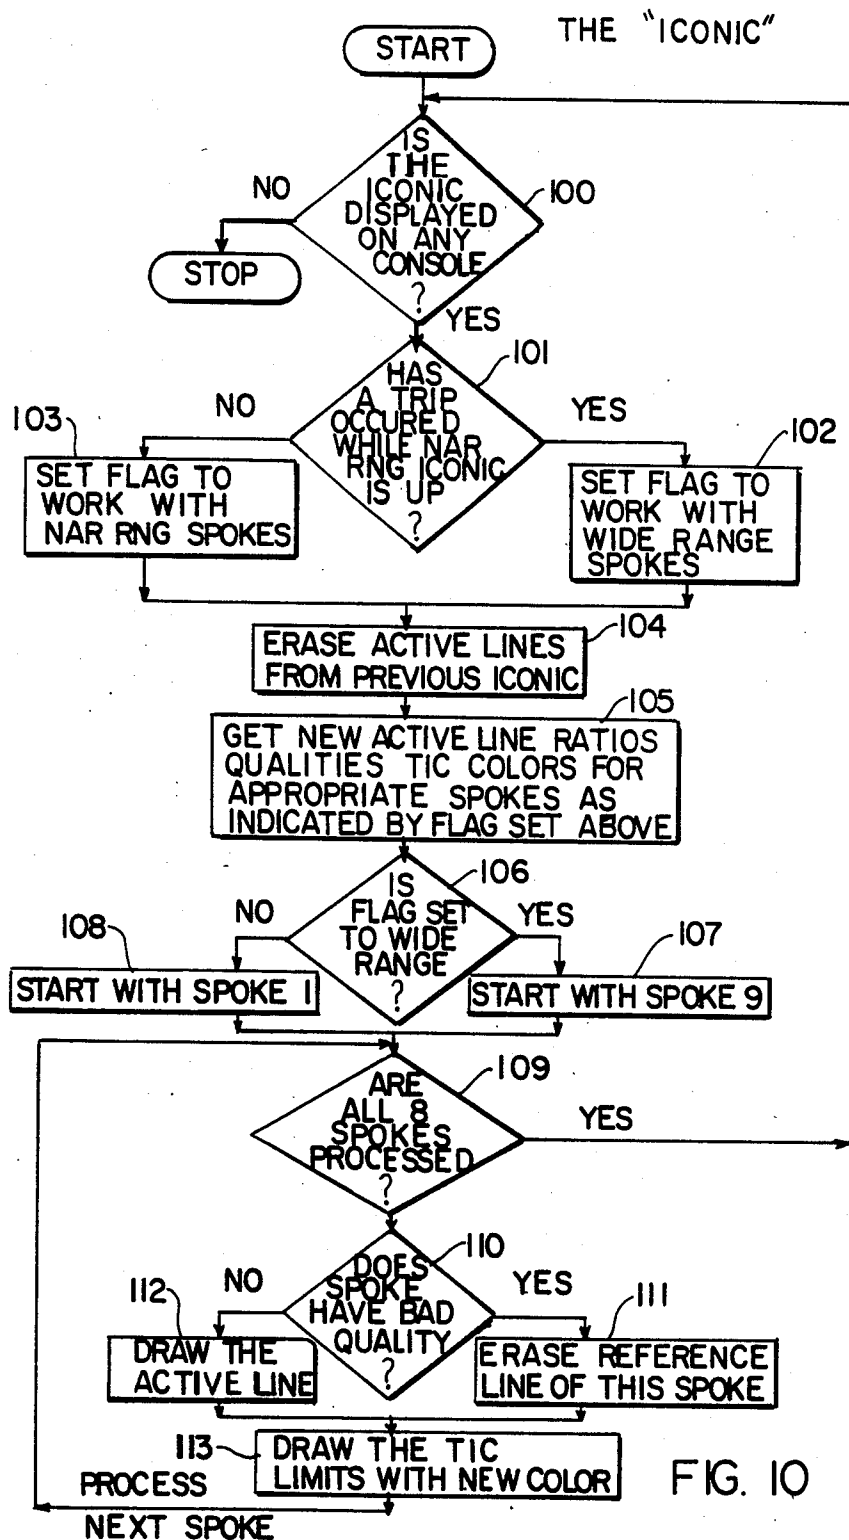 THE "ICONIC"
START
IS
THE
ICONIC
DISPLAYED
ON ANY
CONSOLE
?
100
NO
STOP
YES
101
HAS
A TRIP
OCCURED
WHILE NAR
RNG ICONIC
IS UP
?
NO
YES
103
SET FLAG TO
WORK WITH
NAR RNG SPOKES
102
SET FLAG TO
WORK WITH
WIDE RANGE
SPOKES
104
ERASE ACTIVE LINES
FROM PREVIOUS ICONIC
105
GET NEW ACTIVE LINE RATIOS
QUALITIES TIC COLORS FOR
APPROPRIATE SPOKES AS
INDICATED BY FLAG SET ABOVE
106
IS
FLAG SET
TO WIDE
RANGE
?
NO
YES
108
START WITH SPOKE 1
107
START WITH SPOKE 9
109
ARE
ALL 8
SPOKES
PROCESSED
?
YES
110
DOES
SPOKE
HAVE BAD
QUALITY
?
NO
YES
112
DRAW THE
ACTIVE LINE
111
ERASE REFERENCE
LINE OF THIS SPOKE
113
DRAW THE TIC
LIMITS WITH NEW COLOR
PROCESS
NEXT SPOKE
FIG. 10